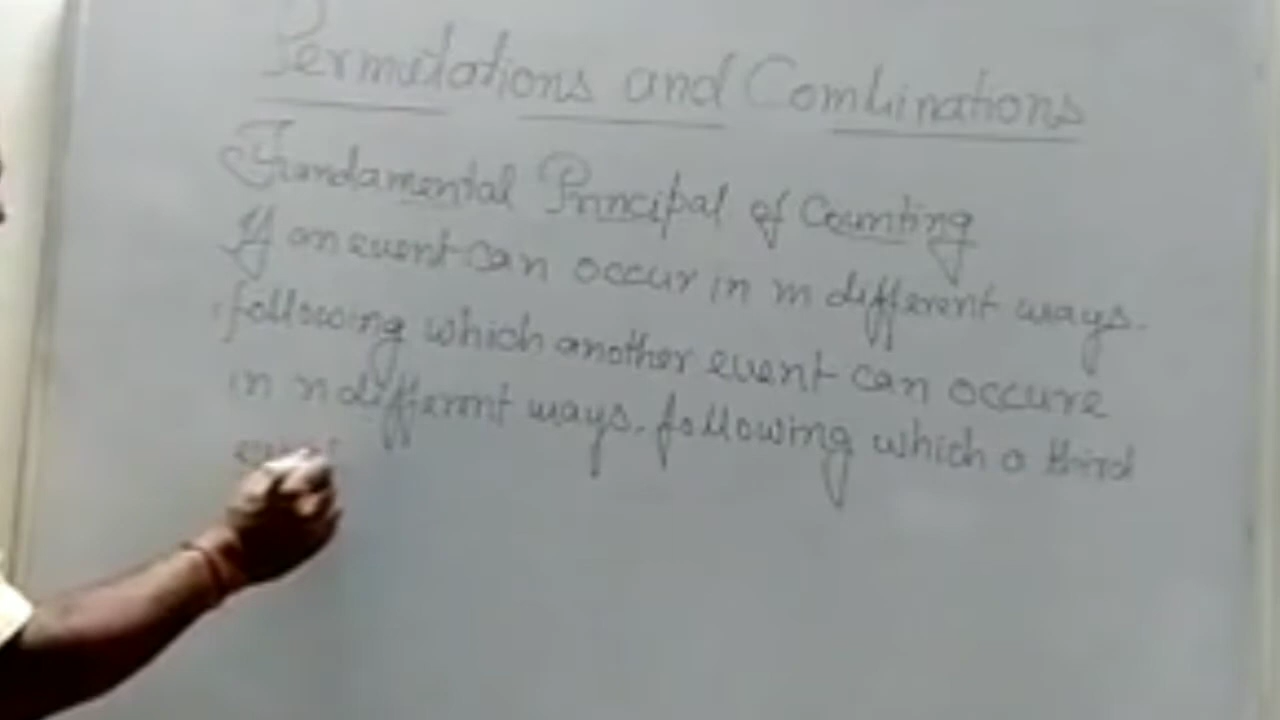 Permutations and Combinations
Fundamental Principal of Counting
If an event can occur in m different ways.
following which another event can occure
in n different ways. following which a third